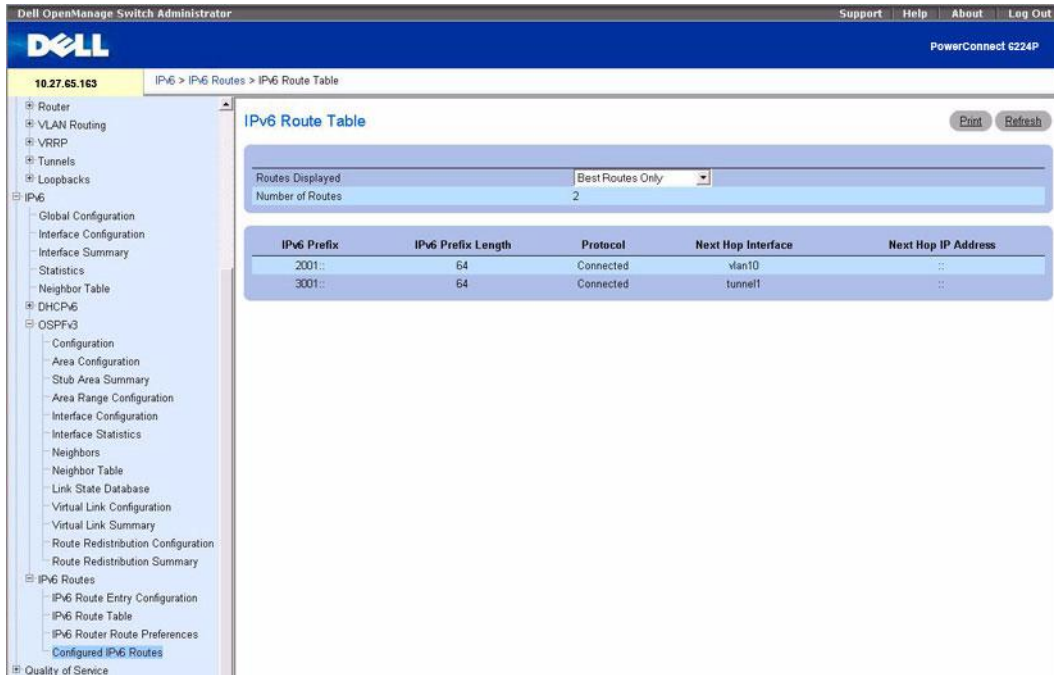 Dell OpenManage Switch Administrator
Support Help About Log Out
DELL
PowerConnect 6224P
10.27.65.163
IPv6 > IPv6 Routes > IPv6 Route Table
Router
VLAN Routing
VRRP
Tunnels
Loopbacks
IPv6
Global Configuration
Interface Configuration
Interface Summary
Statistics
Neighbor Table
DHCPv6
OSPFv3
Configuration
Area Configuration
Stub Area Summary
Area Range Configuration
Interface Configuration
Interface Statistics
Neighbors
Neighbor Table
Link State Database
Virtual Link Configuration
Virtual Link Summary
Route Redistribution Configuration
Route Redistribution Summary
IPv6 Routes
IPv6 Route Entry Configuration
IPv6 Route Table
IPv6 Router Route Preferences
Configured IPv6 Routes
Quality of Service
IPv6 Route Table
Print Refresh
Routes Displayed Best Routes Only
Number of Routes 2
IPv6 Prefix IPv6 Prefix Length Protocol Next Hop Interface Next Hop IP Address
2001:: 64 Connected vlan10 ::
3001:: 64 Connected tunnel1 ::